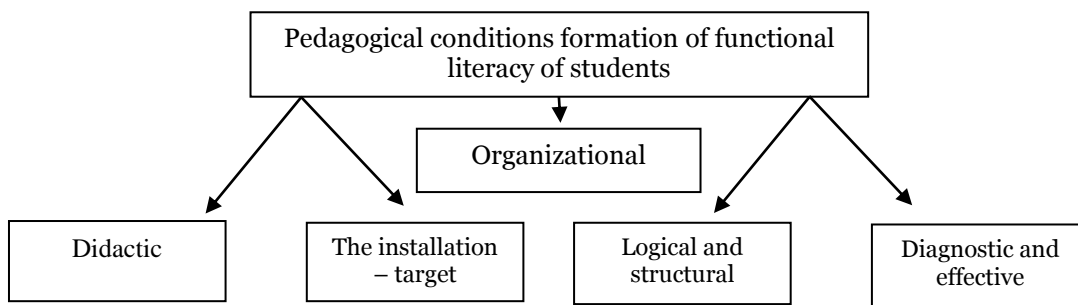 Pedagogical conditions formation of functional
literacy of students
Organizational
Didactic
The installation
– target
Logical and
structural
Diagnostic and
effective